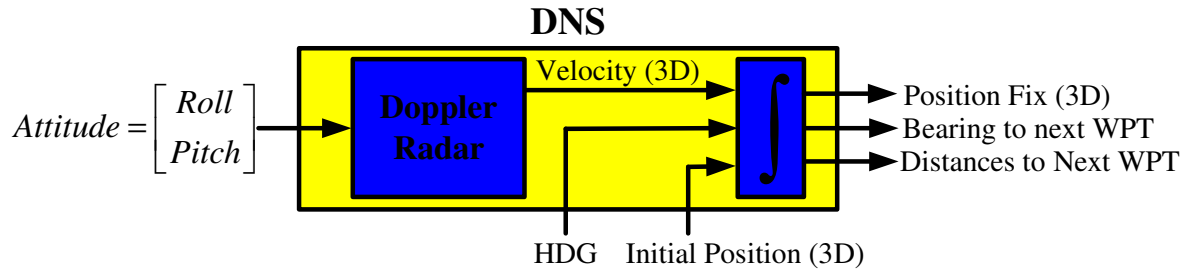 DNS
Velocity (3D)
Attitude = [Roll
Pitch]
Doppler
Radar
∫
Position Fix (3D)
Bearing to next WPT
Distances to Next WPT
HDG
Initial Position (3D)